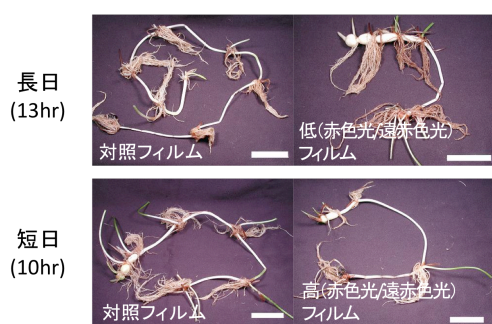 長日
(13hr)
対照フィルム
低(赤色光/遠赤色光)
フィルム
短日
(10hr)
対照フィルム
高(赤色光/遠赤色光)
フィルム